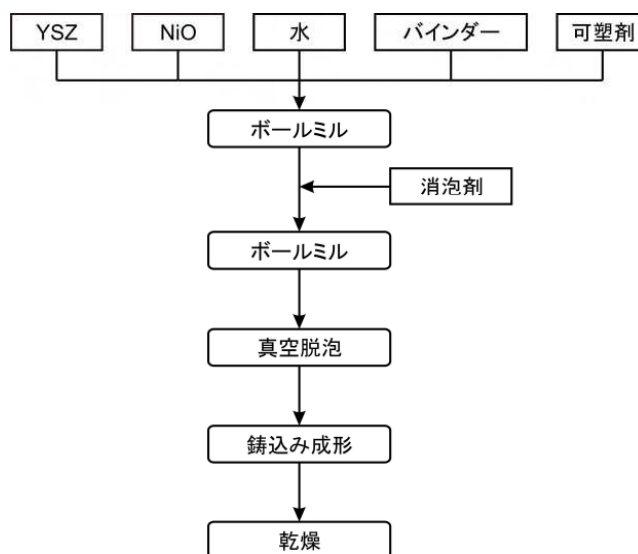 YSZ
NiO
水
バインダー
可塑剤
ボールミル
消泡剤
ボールミル
真空脱泡
鋳込み成形
乾燥